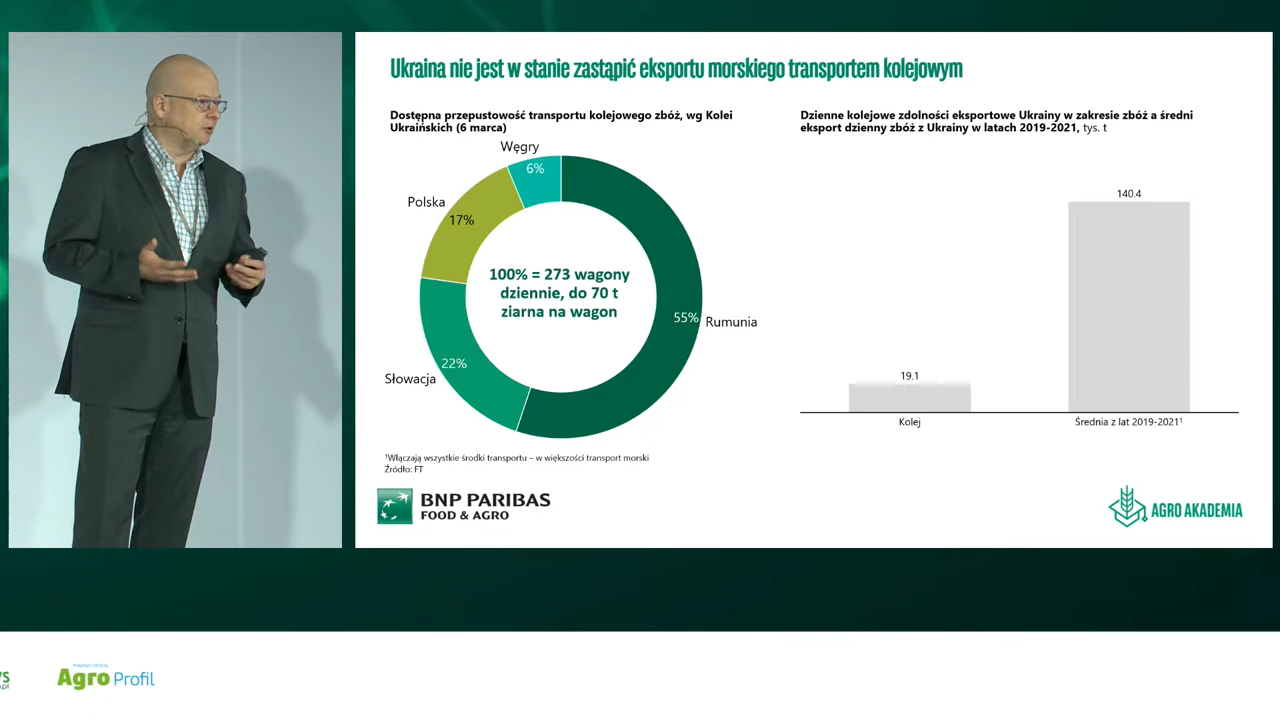 Ukraina nie jest w stanie zastąpić eksportu morskiego transportem kolejowym
Dostępna przepustowość transportu kolejowego zbóż, wg Kolei
Ukraińskich (6 marca)
Węgry
6%
Polska
17%
100% = 273 wagony
dziennie, do 70 t
ziarna na wagon
55%
Rumunia
22%
Słowacja
Dzienne kolejowe zdolności eksportowe Ukrainy w zakresie zbóż a średni
eksport dzienny zbóż z Ukrainy w latach 2019-2021, tys. t
140.4
19.1
Kolej
Średnia z lat 2019-2021¹
¹Włączają wszystkie środki transportu – w większości transport morski
Źródło: FT
BNP PARIBAS
FOOD & AGRO
AGRO AKADEMIA
Agro Profil